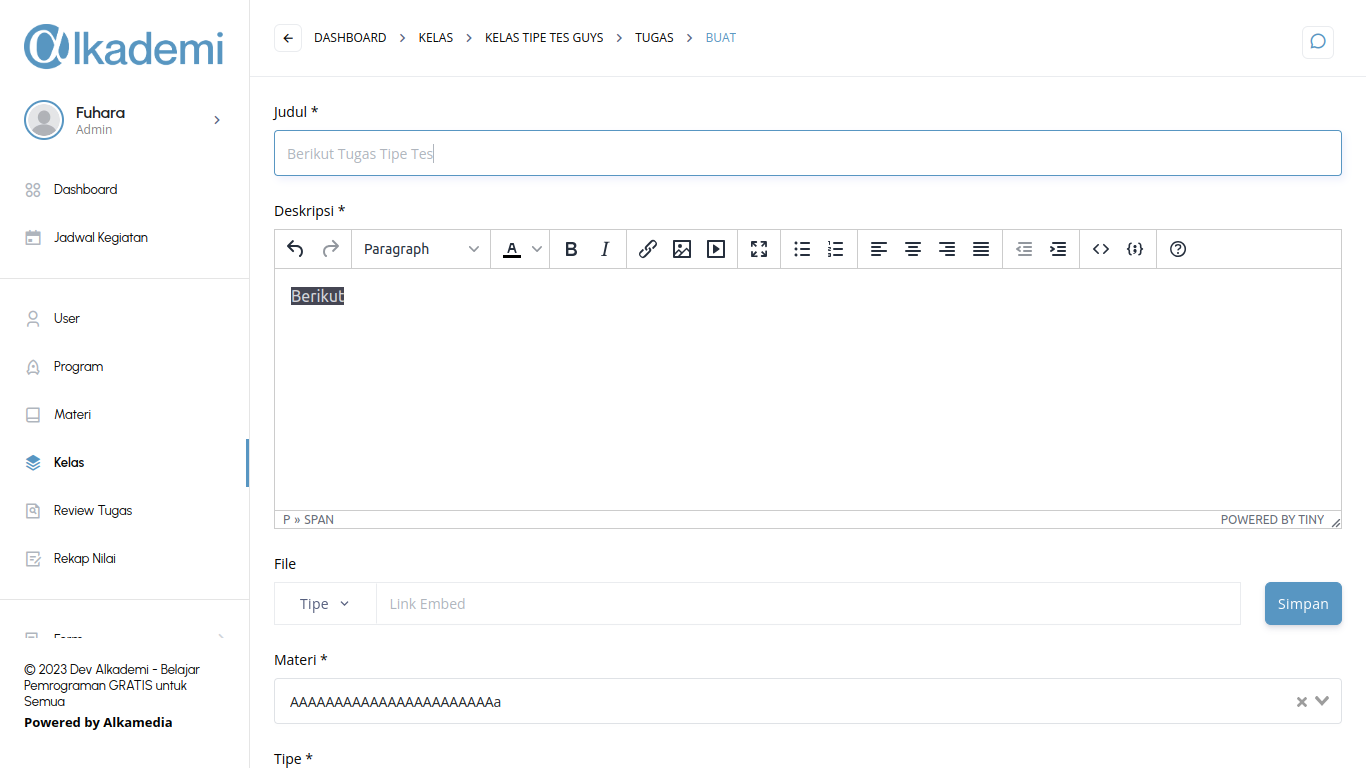 Alkademi
DASHBOARD > KELAS > KELAS TIPE TES GUYS > TUGAS > BUAT
Fuhara
Admin
Dashboard
Jadwal Kegiatan
User
Program
Materi
Kelas
Review Tugas
Rekap Nilai
© 2023 Dev Alkademi - Belajar
Pemrograman GRATIS untuk
Semua
Powered by Alkamedia
Judul *
Berikut Tugas Tipe Tes
Deskripsi *
Paragraph A B I
Berikut
P » SPAN POWERED BY TINY
File
Tipe Link Embed Simpan
Materi *
AAAAAAAAAAAAAAAAAAAAAAAa
Tipe *